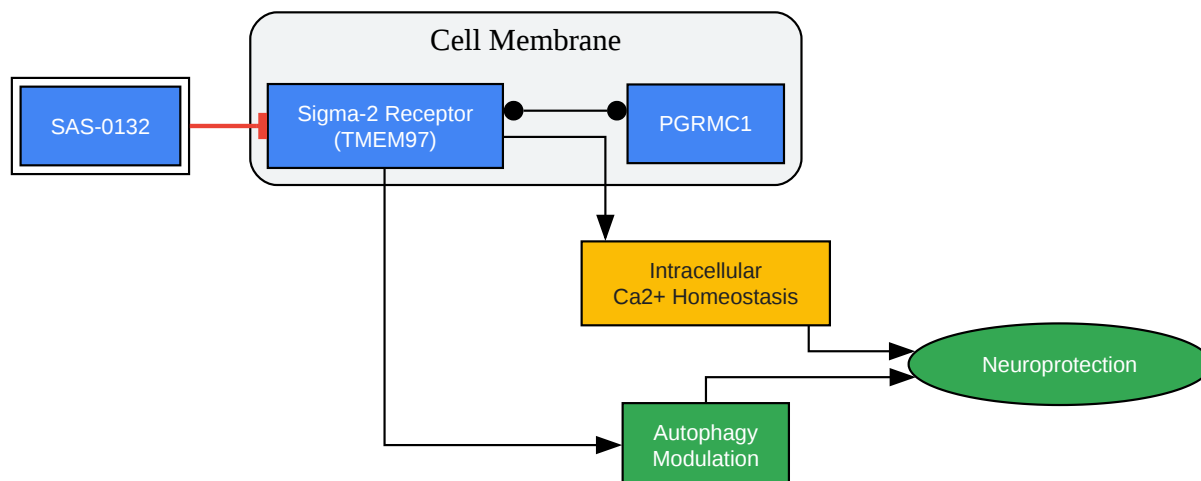 Cell Membrane
SAS-0132
Sigma-2 Receptor
(TMEM97)
PGRMC1
Intracellular
Ca2+ Homeostasis
Neuroprotection
Autophagy
Modulation